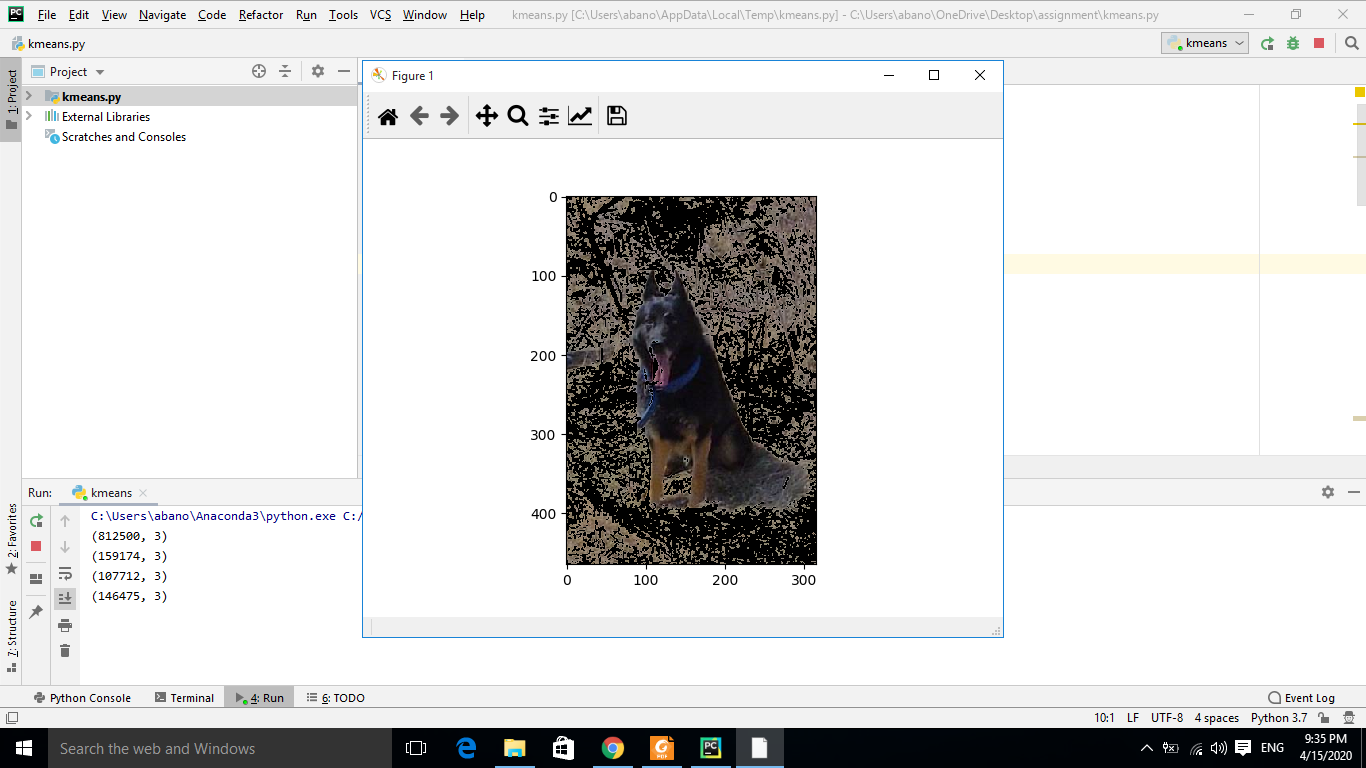 PC File Edit View Navigate Code Refactor Run Tools VCS Window Help kmeans.py [C:\Users\abano\AppData\Local\Temp\kmeans.py] - C:\Users\abano\OneDrive\Desktop\assignment\kmeans.py
kmeans.py
kmeans
1: Project
Project
Figure 1
kmeans.py
External Libraries
Scratches and Consoles
0
100
200
300
400
0 100 200 300
2: Favorites
7: Structure
Run: kmeans
C:\Users\abano\Anaconda3\python.exe C:/
(812500, 3)
(159174, 3)
(107712, 3)
(146475, 3)
Python Console Terminal 4: Run 6: TODO Event Log
10:1 LF UTF-8 4 spaces Python 3.7
Search the web and Windows
PDF
PC
ENG
9:35 PM
4/15/2020